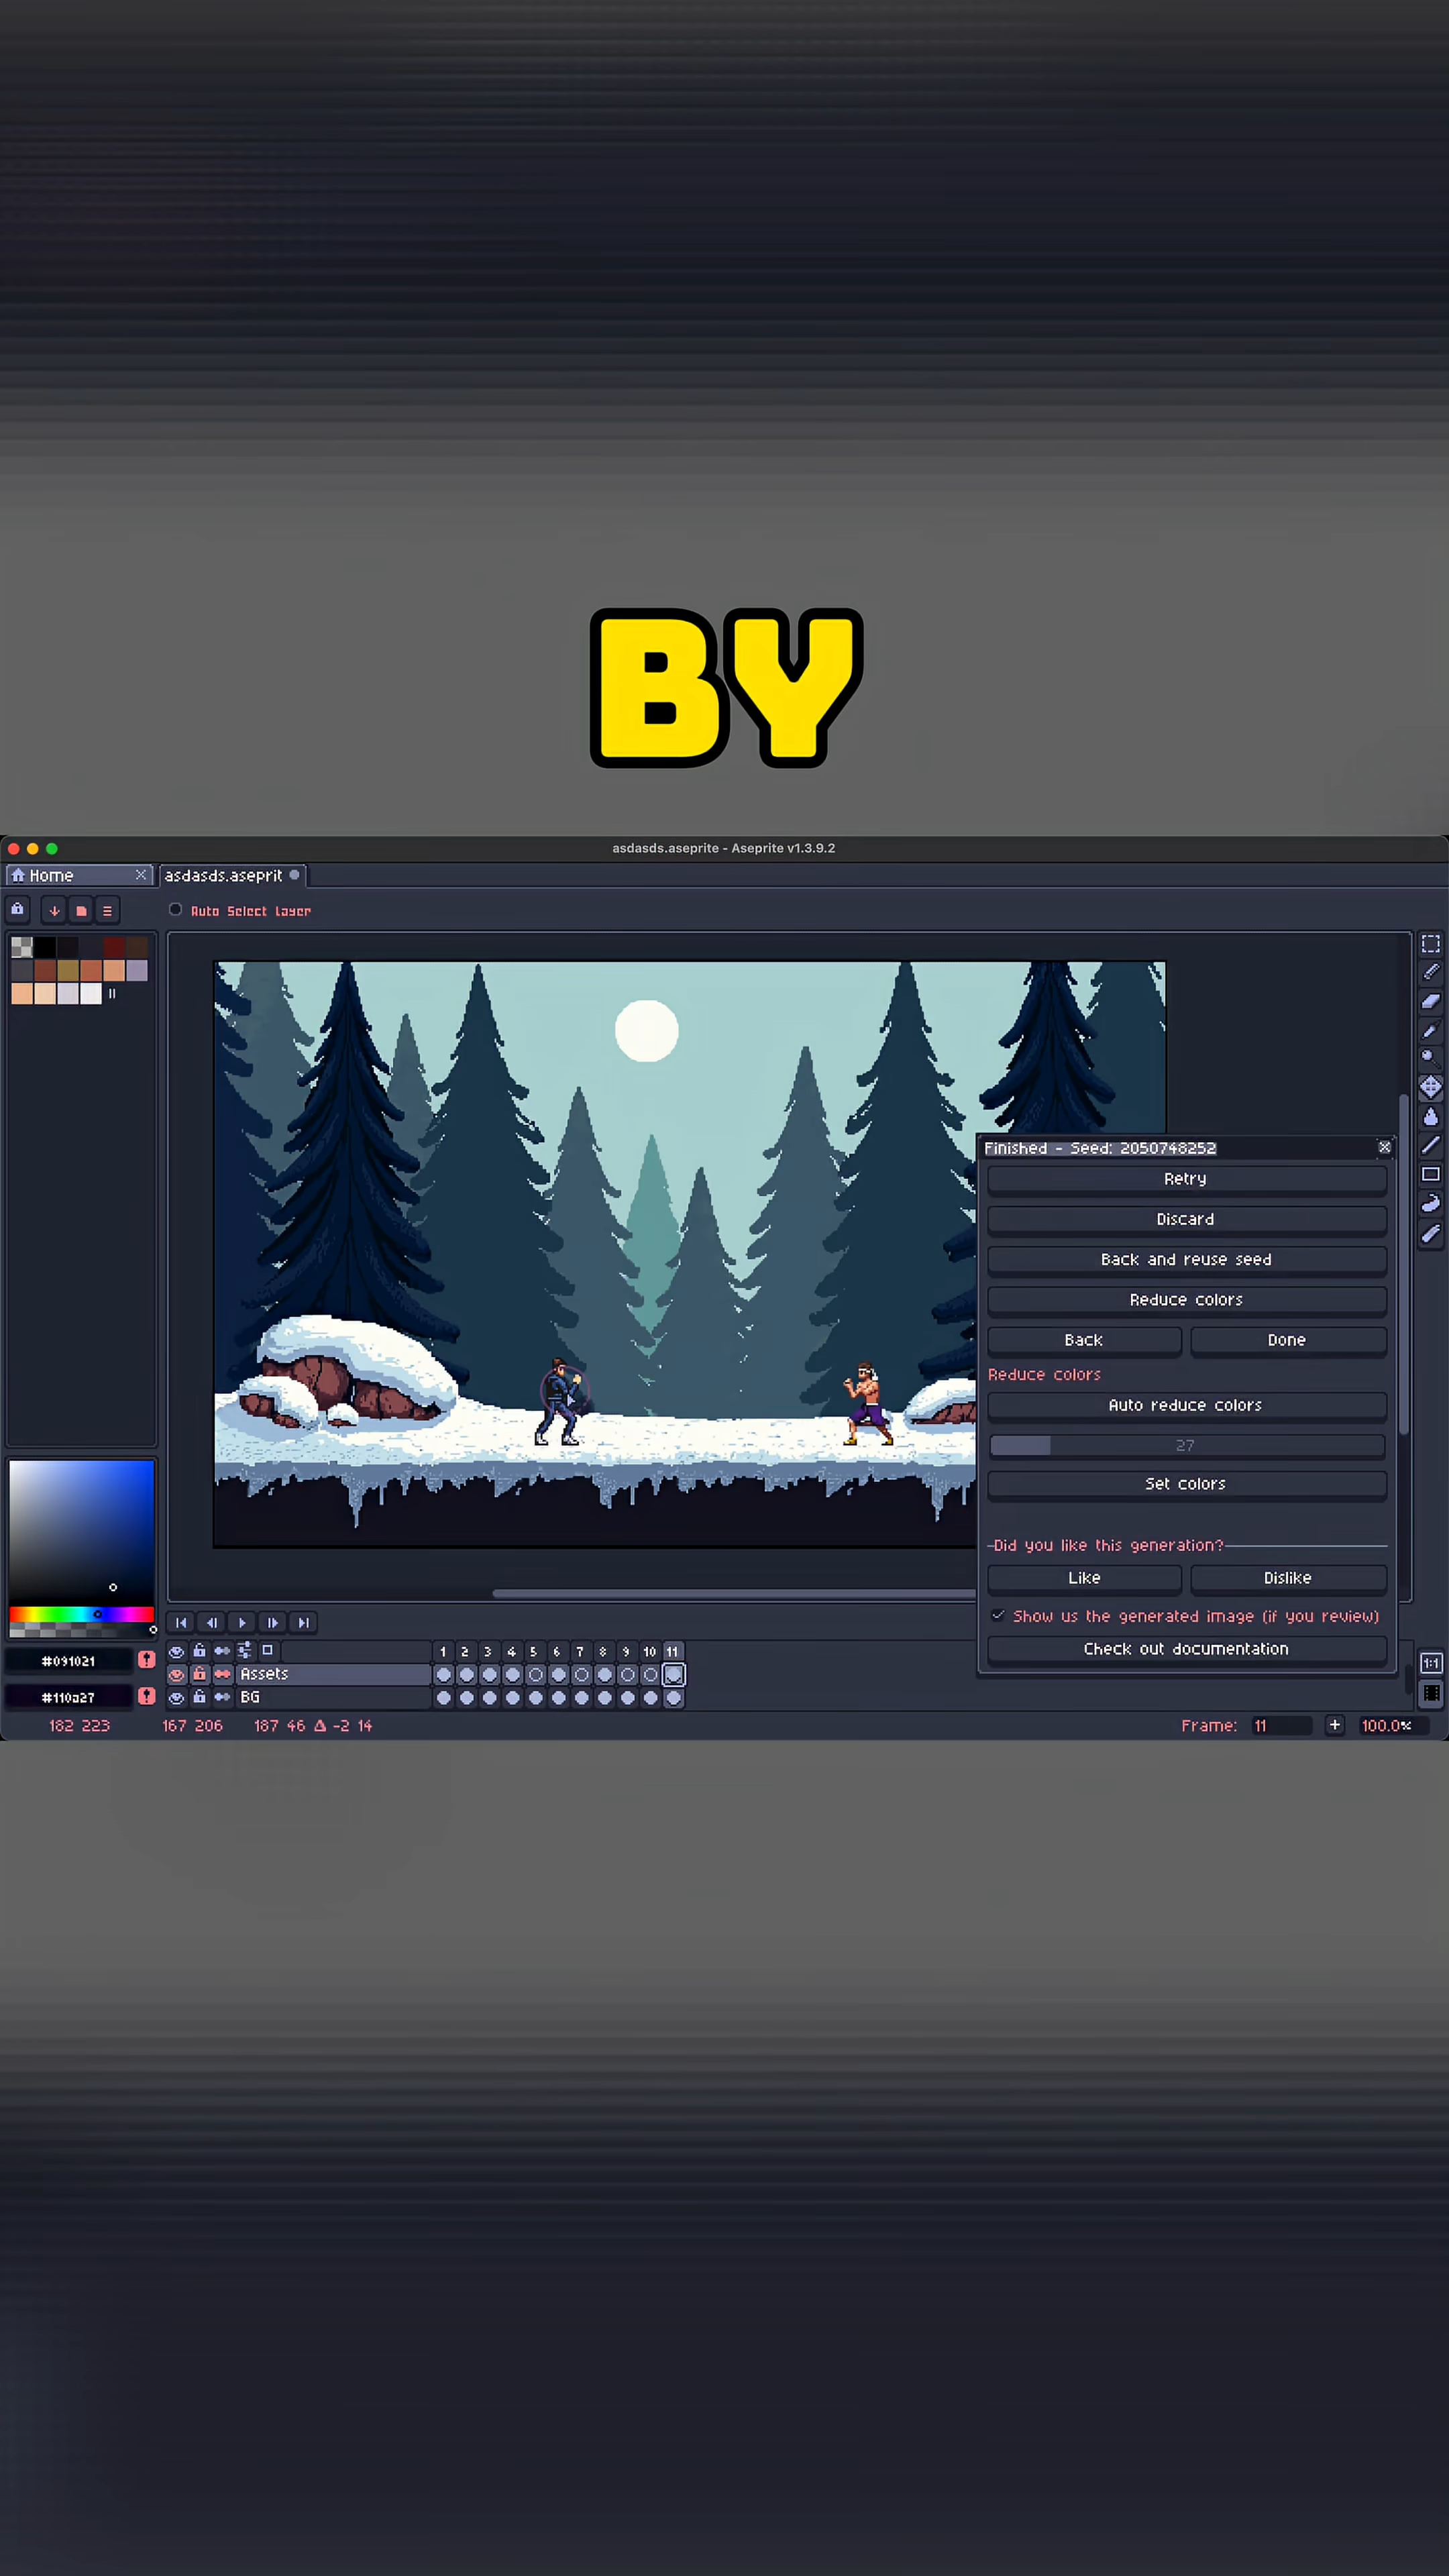 BY
asdasds.aseprite - Aseprite v1.3.9.2
Home
asdasds.aseprit
Auto Select Layer
Finished - Seed: 2050748252
Retry
Discard
Back and reuse seed
Reduce colors
Back Done
Reduce colors
Auto reduce colors
27
Set colors
Did you like this generation?
Like Dislike
Show us the generated image (if you review)
Check out documentation
1 2 3 4 5 6 7 8 9 10 11
#091021 Assets
#110a27 BG
1:1
182 223 167 206 187 46 Δ -2 14 Frame: 11 + 100.0%